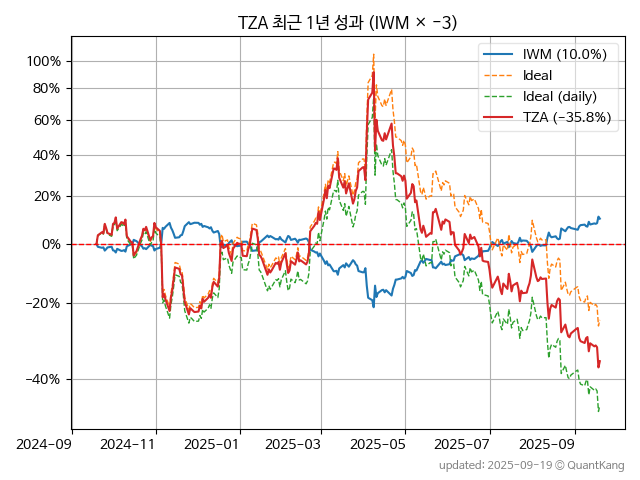 TZA 최근 1년 성과 (IWM × −3)
IWM (10.0%)
Ideal
Ideal (daily)
TZA (−35.8%)
100%
80%
60%
40%
20%
0%
−20%
−40%
2024-09 2024-11 2025-01 2025-03 2025-05 2025-07 2025-09
updated: 2025-09-19 © QuantKang